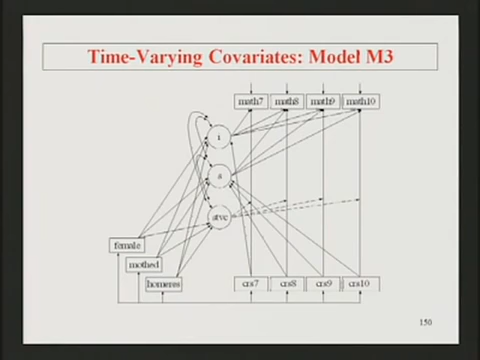 Time-Varying Covariates: Model M3
math7 math8 math9 math10
i
s
stvc
female
mothed
homeres
crs7 crs8 crs9 crs10
150